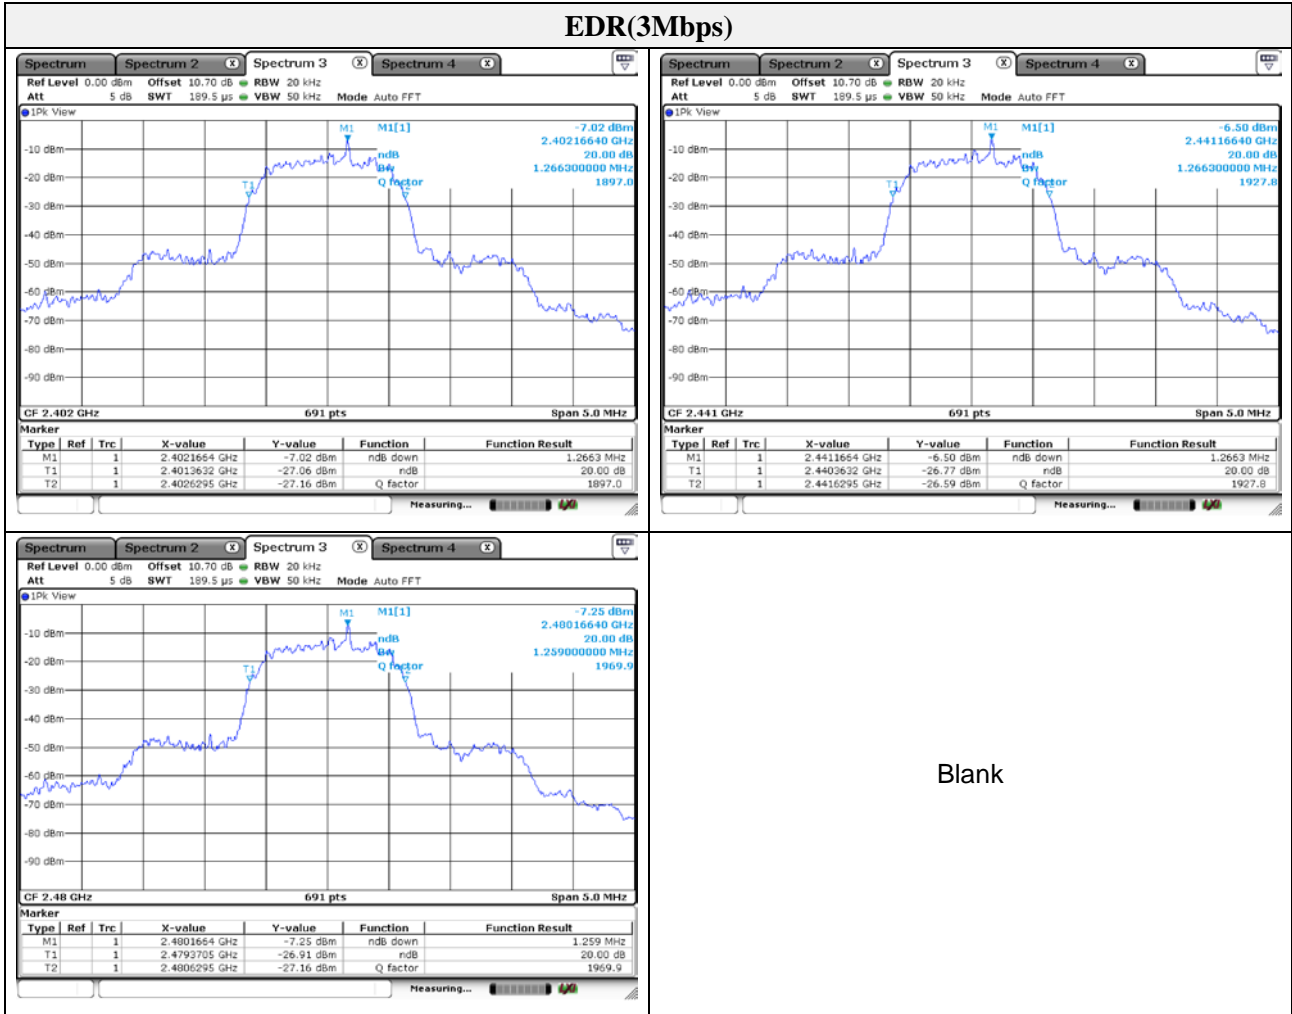 EDR(3Mbps)
Spectrum Spectrum 2 Spectrum 3 Spectrum 4
Ref Level 0.00 dBm Offset 10.70 dB RBW 20 kHz
Att 5 dB SWT 189.5 µs VBW 50 kHz Mode Auto FFT
1Pk View
M1 M1[1] -7.02 dBm
2.40216640 GHz
-10 dBm
ndB 20.00 dB
Bw 1.266300000 MHz
-20 dBm
T1 Q factor 1897.0
-30 dBm
-40 dBm
-50 dBm
-60 dBm
-70 dBm
-80 dBm
-90 dBm
CF 2.402 GHz 691 pts Span 5.0 MHz
Marker
Type Ref Trc X-value Y-value Function Function Result
M1 1 2.4021664 GHz -7.02 dBm ndB down 1.2663 MHz
T1 1 2.4013632 GHz -27.06 dBm ndB 20.00 dB
T2 1 2.4026295 GHz -27.16 dBm Q factor 1897.0
Measuring...
Spectrum Spectrum 2 Spectrum 3 Spectrum 4
Ref Level 0.00 dBm Offset 10.70 dB RBW 20 kHz
Att 5 dB SWT 189.5 µs VBW 50 kHz Mode Auto FFT
1Pk View
M1 M1[1] -6.50 dBm
2.44116640 GHz
-10 dBm
ndB 20.00 dB
Bw 1.266300000 MHz
-20 dBm
T1 Q factor 1927.8
-30 dBm
-40 dBm
-50 dBm
-60 dBm
-70 dBm
-80 dBm
-90 dBm
CF 2.441 GHz 691 pts Span 5.0 MHz
Marker
Type Ref Trc X-value Y-value Function Function Result
M1 1 2.4411664 GHz -6.50 dBm ndB down 1.2663 MHz
T1 1 2.4403632 GHz -26.77 dBm ndB 20.00 dB
T2 1 2.4416295 GHz -26.59 dBm Q factor 1927.8
Measuring...
Spectrum Spectrum 2 Spectrum 3 Spectrum 4
Ref Level 0.00 dBm Offset 10.70 dB RBW 20 kHz
Att 5 dB SWT 189.5 µs VBW 50 kHz Mode Auto FFT
1Pk View
M1 M1[1] -7.25 dBm
2.48016640 GHz
-10 dBm
ndB 20.00 dB
Bw 1.259000000 MHz
-20 dBm
T1 Q factor 1969.9
-30 dBm
-40 dBm
-50 dBm
-60 dBm
-70 dBm
-80 dBm
-90 dBm
CF 2.48 GHz 691 pts Span 5.0 MHz
Marker
Type Ref Trc X-value Y-value Function Function Result
M1 1 2.4801664 GHz -7.25 dBm ndB down 1.259 MHz
T1 1 2.4793705 GHz -26.91 dBm ndB 20.00 dB
T2 1 2.4806295 GHz -27.16 dBm Q factor 1969.9
Measuring...
Blank